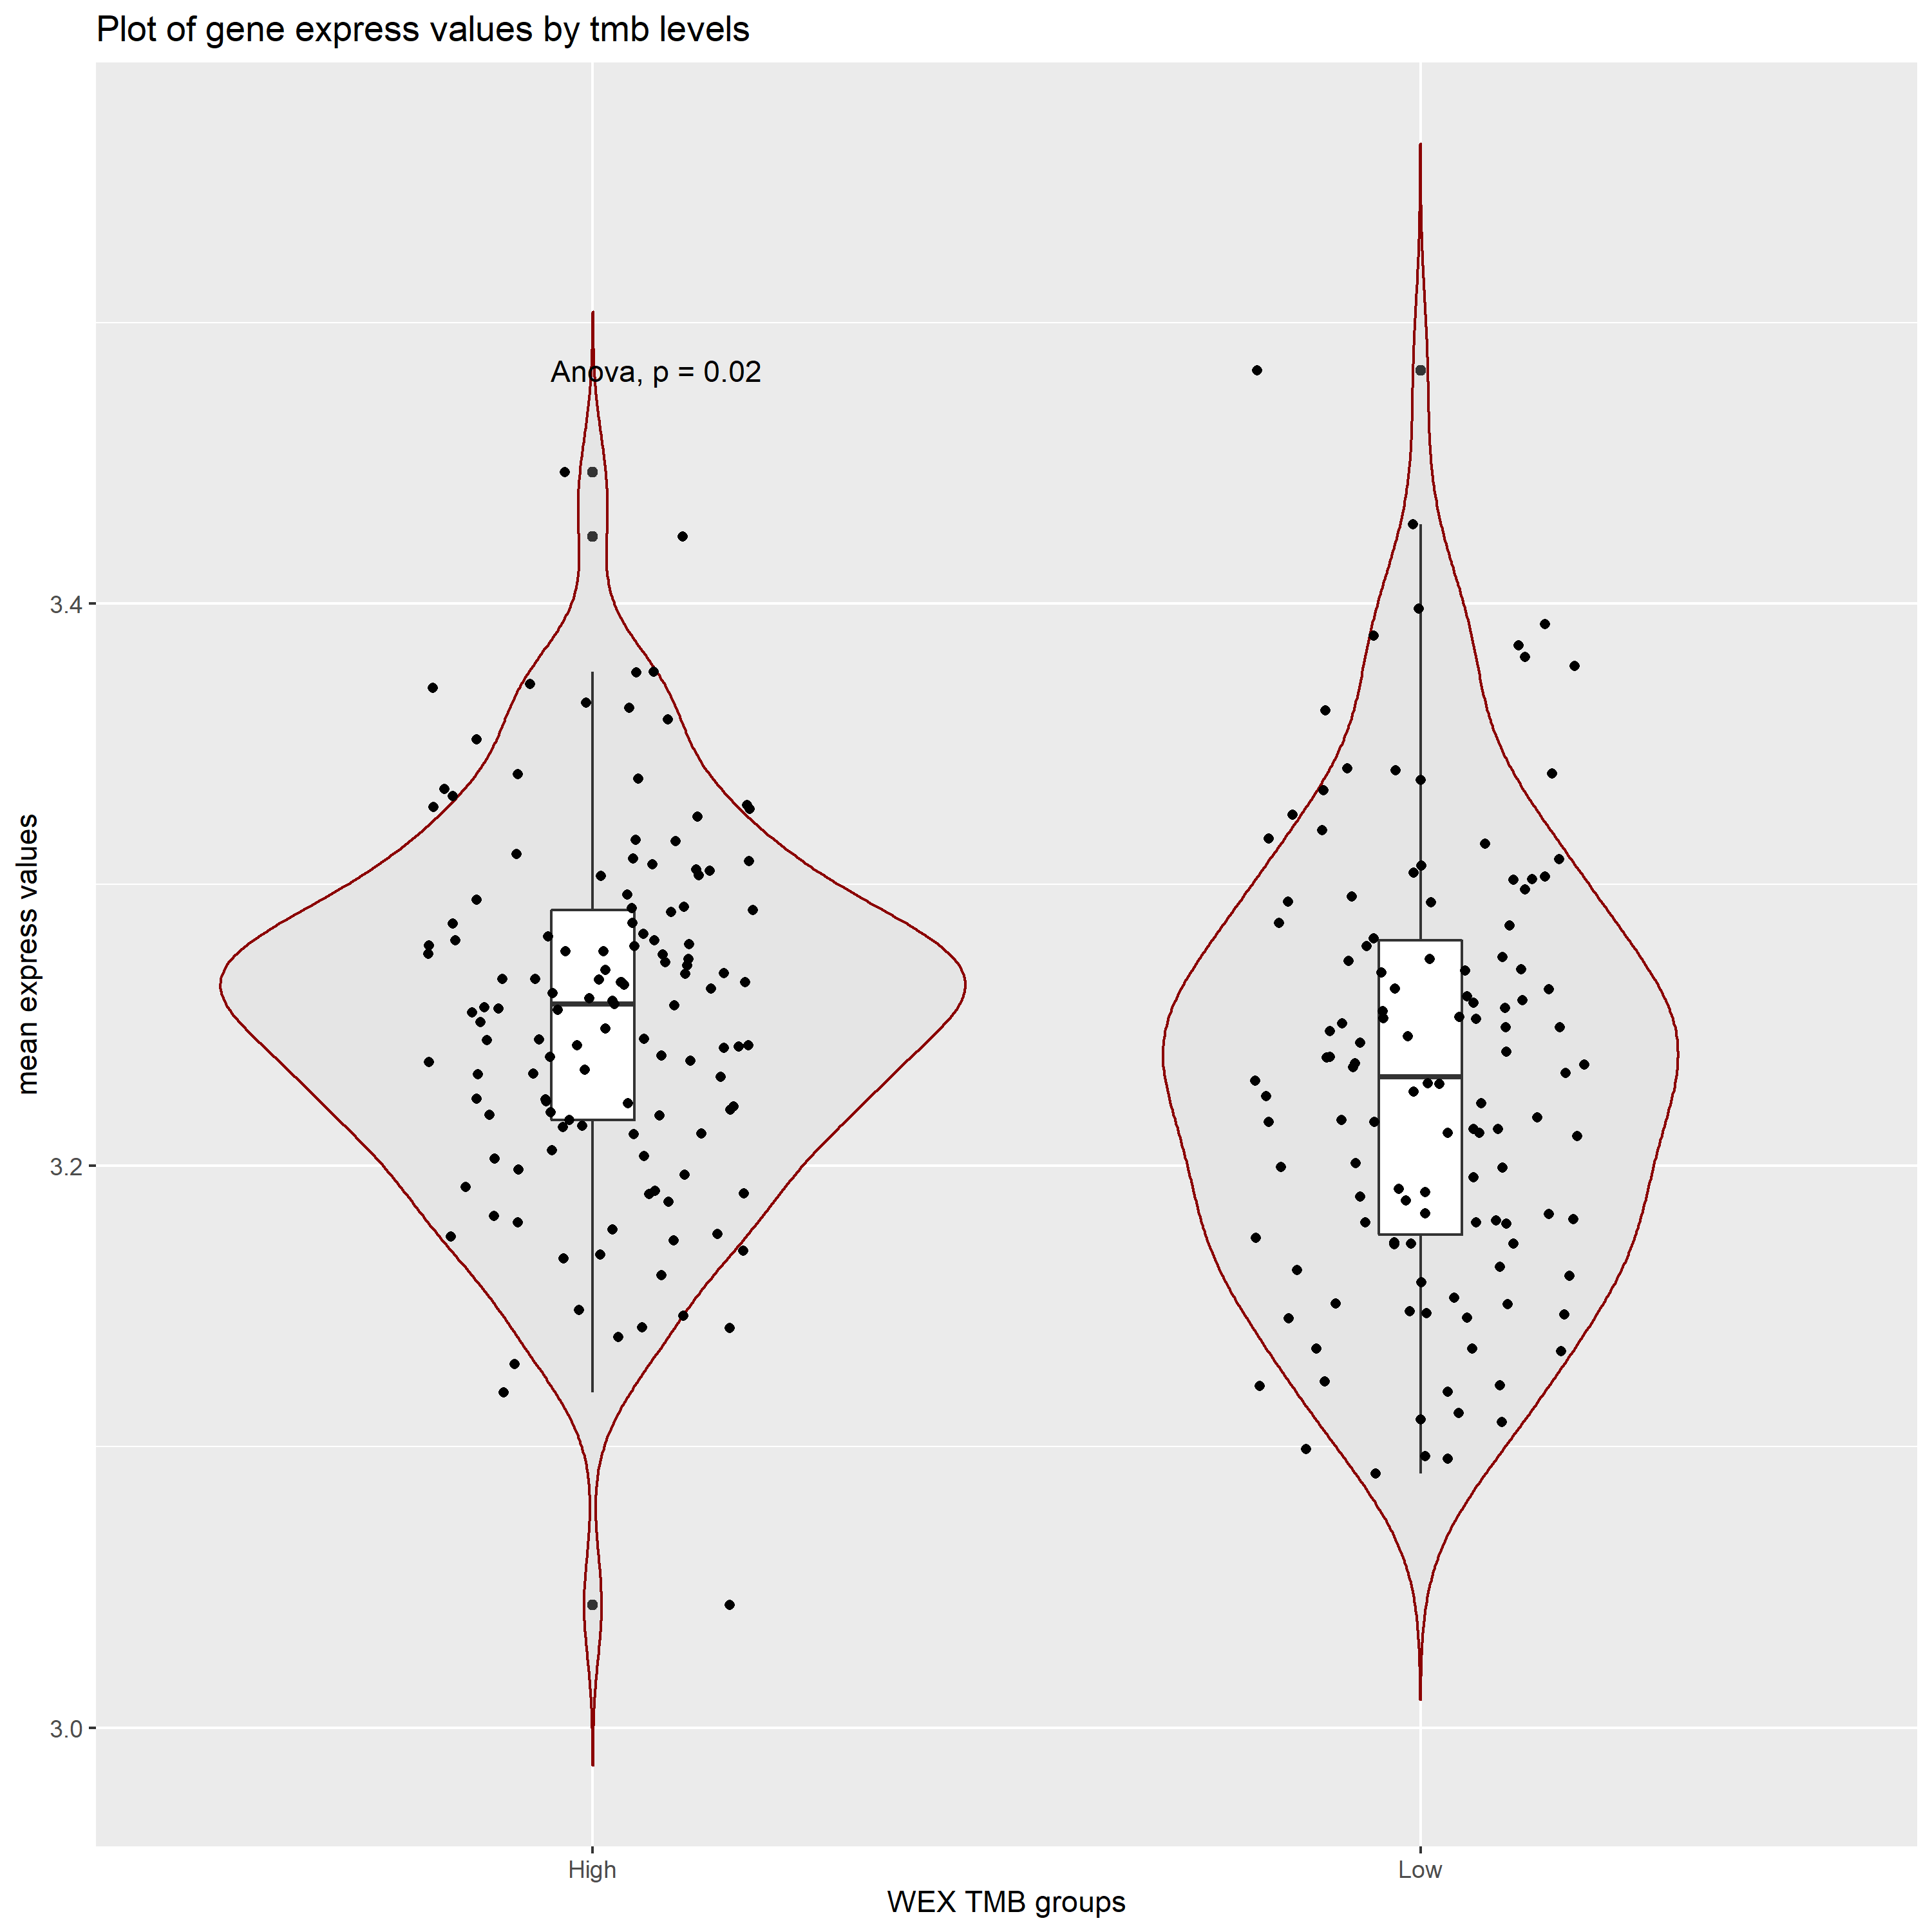 Plot of gene express values by tmb levels
Anova, p = 0.02
3.4
3.2
3.0
mean express values
High
Low
WEX TMB groups